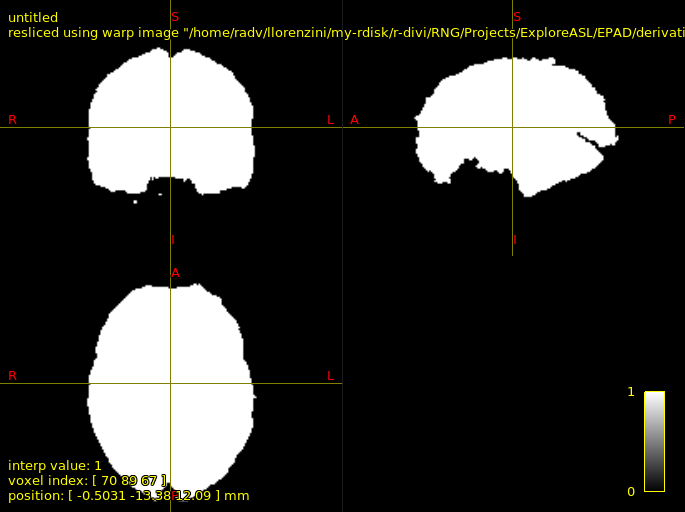 untitled
resliced using warp image "/home/radv/llorenzini/my-rdisk/r-divi/RNG/Projects/ExploreASL/EPAD/derivati
S
S
R
L
A
P
I
I
A
R
L
1
0
interp value: 1
voxel index: [ 70 89 67 ]
position: [ -0.5031 -13.38 12.09 ] mm